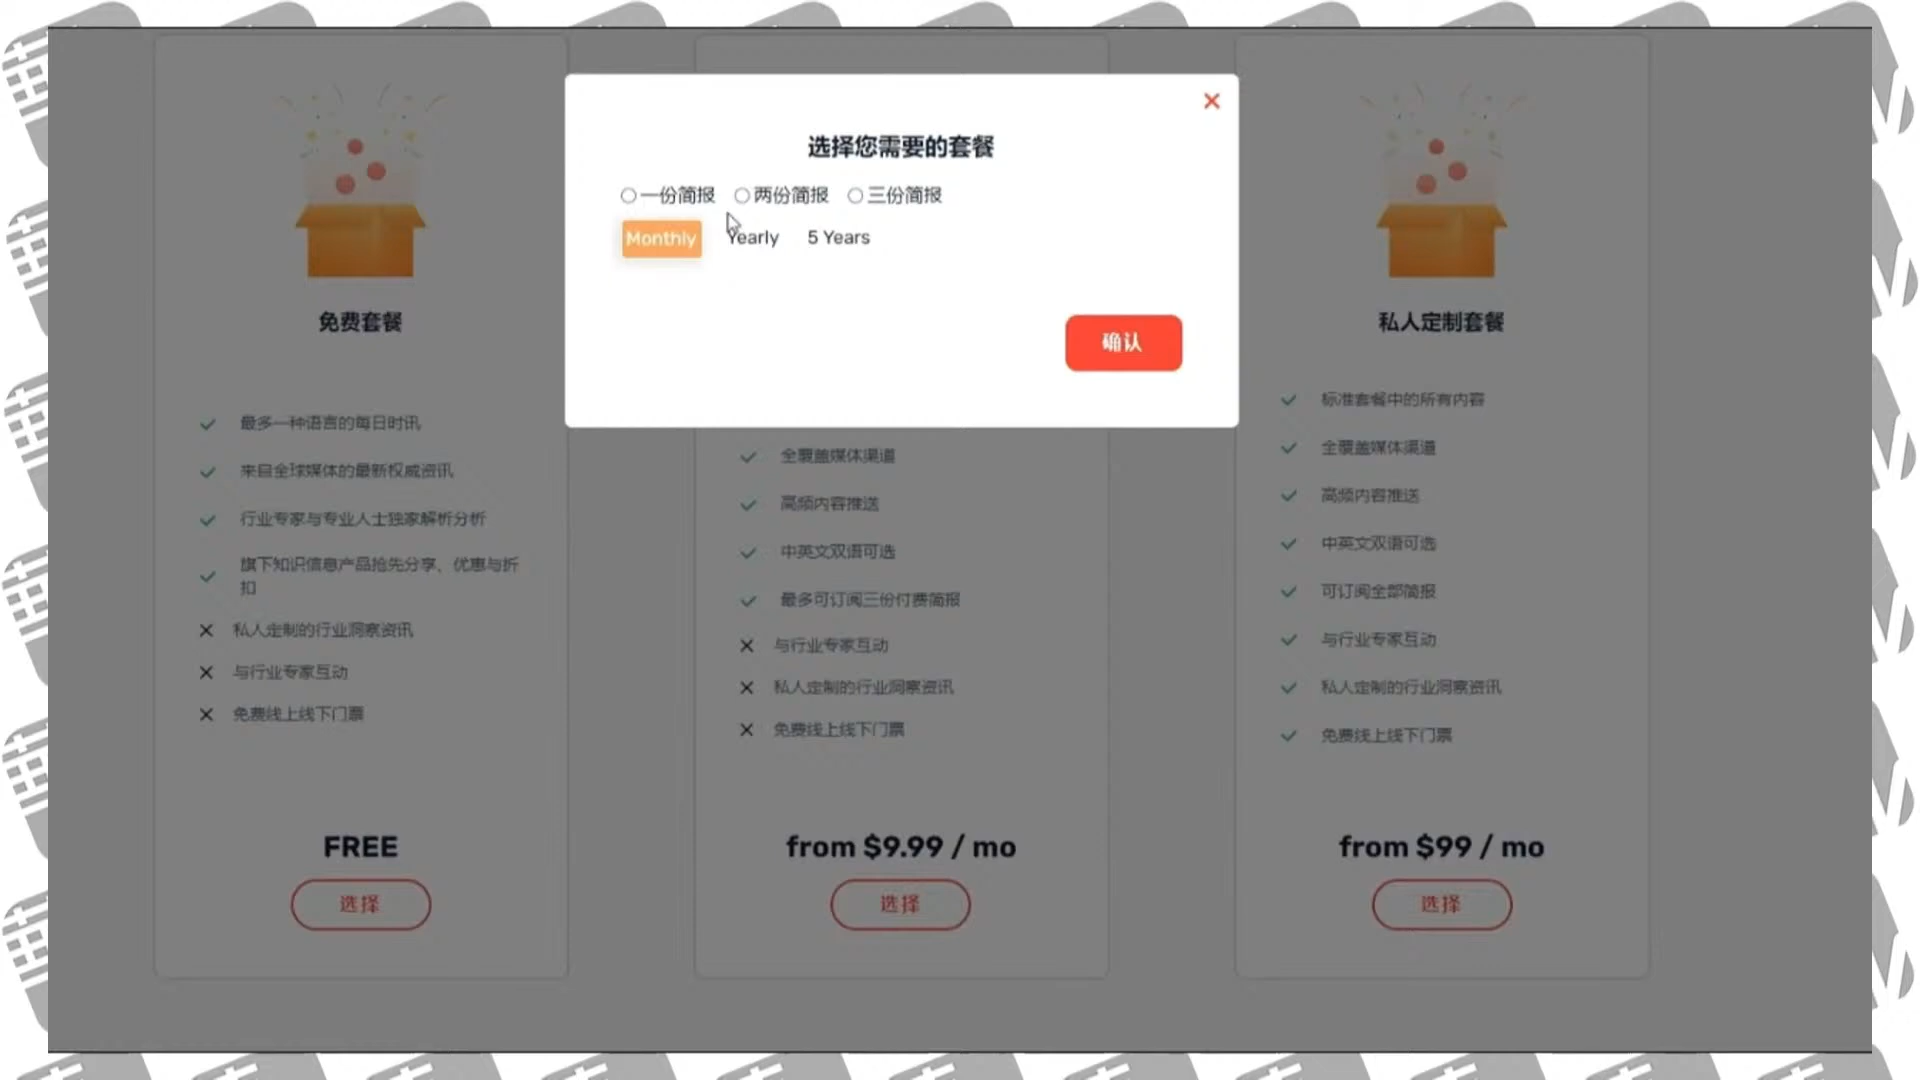 选择您需要的套餐
一份简报 两份简报 三份简报
Monthly Yearly 5 Years
确认
免费套餐
最多一种语言的每日时讯
来自全球媒体的最新权威资讯
行业专家与专业人士独家解析分析
旗下知识信息产品抢先分享、优惠与折
扣
私人定制的行业洞察资讯
与行业专家互动
免费线上线下门票
FREE
选择
全覆盖媒体渠道
高频内容推送
中英文双语可选
最多可订阅三份付费简报
与行业专家互动
私人定制的行业洞察资讯
免费线上线下门票
from $9.99 / mo
选择
私人定制套餐
标准套餐中的所有内容
全覆盖媒体渠道
高频内容推送
中英文双语可选
可订阅全部简报
与行业专家互动
私人定制的行业洞察资讯
免费线上线下门票
from $99 / mo
选择